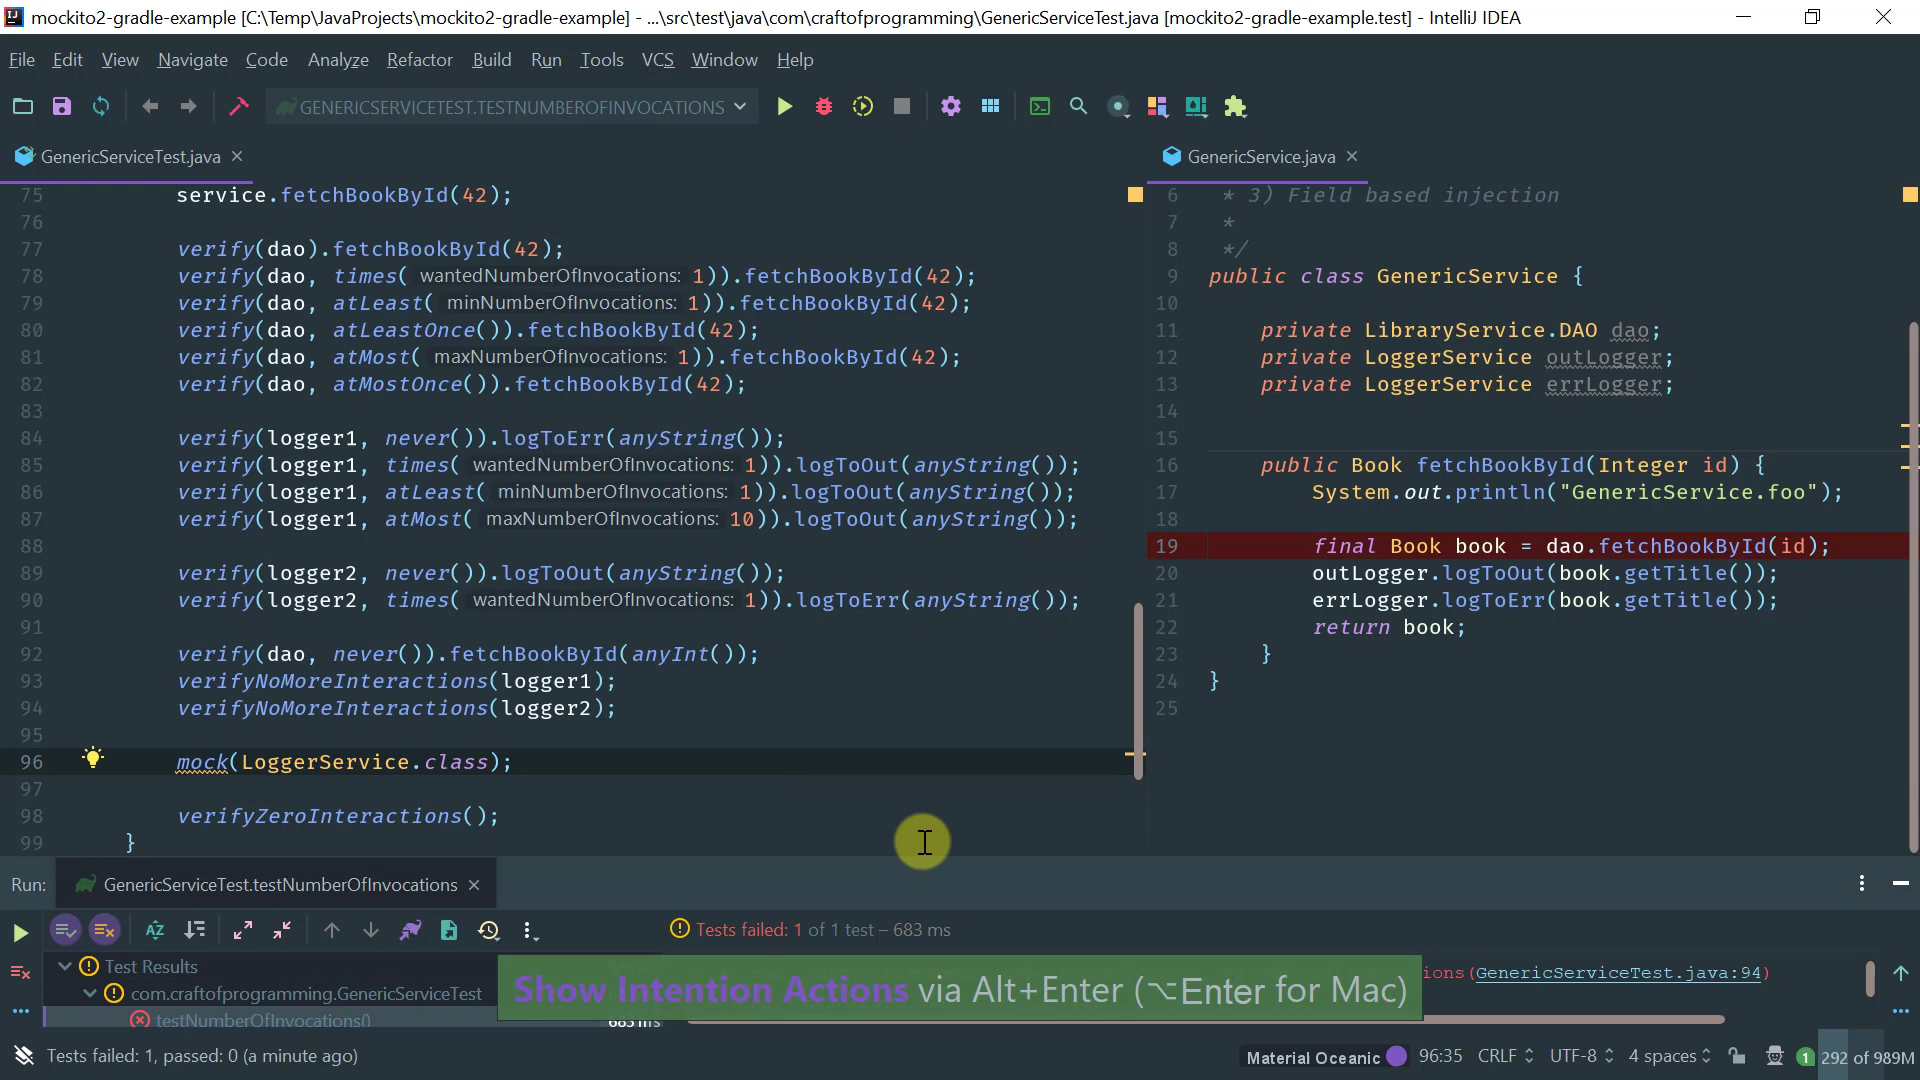 mockito2-gradle-example [C:\Temp\JavaProjects\mockito2-gradle-example] - ...\src\test\java\com\craftofprogramming\GenericServiceTest.java [mockito2-gradle-example.test] - IntelliJ IDEA
File Edit View Navigate Code Analyze Refactor Build Run Tools VCS Window Help
GENERICSERVICETEST.TESTNUMBEROFINVOCATIONS
GenericServiceTest.java
75 service.fetchBookById(42);
76
77 verify(dao).fetchBookById(42);
78 verify(dao, times( wantedNumberOfInvocations: 1)).fetchBookById(42);
79 verify(dao, atLeast( minNumberOfInvocations: 1)).fetchBookById(42);
80 verify(dao, atLeastOnce()).fetchBookById(42);
81 verify(dao, atMost( maxNumberOfInvocations: 1)).fetchBookById(42);
82 verify(dao, atMostOnce()).fetchBookById(42);
83
84 verify(logger1, never()).logToErr(anyString());
85 verify(logger1, times( wantedNumberOfInvocations: 1)).logToOut(anyString());
86 verify(logger1, atLeast( minNumberOfInvocations: 1)).logToOut(anyString());
87 verify(logger1, atMost( maxNumberOfInvocations: 10)).logToOut(anyString());
88
89 verify(logger2, never()).logToOut(anyString());
90 verify(logger2, times( wantedNumberOfInvocations: 1)).logToErr(anyString());
91
92 verify(dao, never()).fetchBookById(anyInt());
93 verifyNoMoreInteractions(logger1);
94 verifyNoMoreInteractions(logger2);
95
96 mock(LoggerService.class);
97
98 verifyZeroInteractions();
99 }
GenericService.java
6 * 3) Field based injection
7 *
8 */
9 public class GenericService {
10
11 private LibraryService.DAO dao;
12 private LoggerService outLogger;
13 private LoggerService errLogger;
14
15
16 public Book fetchBookById(Integer id) {
17 System.out.println("GenericService.foo");
18
19 final Book book = dao.fetchBookById(id);
20 outLogger.logToOut(book.getTitle());
21 errLogger.logToErr(book.getTitle());
22 return book;
23 }
24 }
25
Run: GenericServiceTest.testNumberOfInvocations
Tests failed: 1 of 1 test – 683 ms
Test Results
com.craftofprogramming.GenericServiceTest
testNumberOfInvocations()
683 ms
ions(GenericServiceTest.java:94)
Show Intention Actions via Alt+Enter (⌥Enter for Mac)
Tests failed: 1, passed: 0 (a minute ago)
Material Oceanic 96:35 CRLF UTF-8 4 spaces 1 292 of 989M